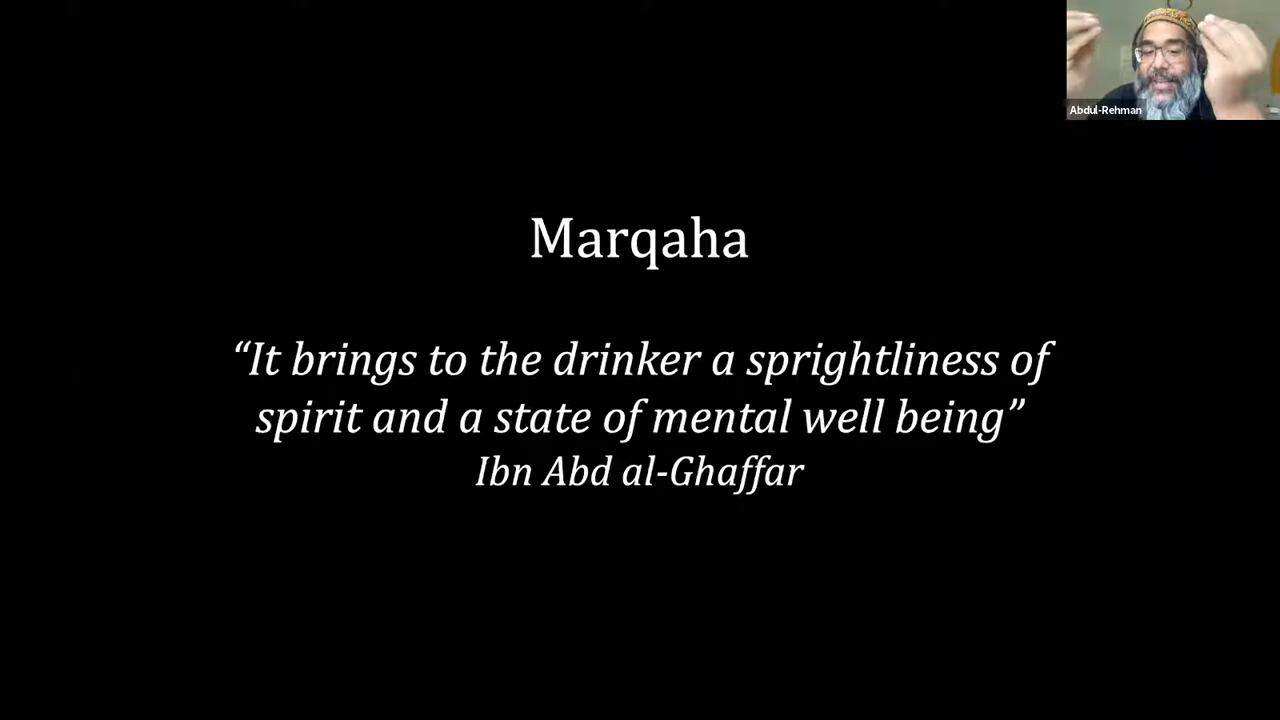 Abdul-Rehman
Marqaha
“It brings to the drinker a sprightliness of
spirit and a state of mental well being”
Ibn Abd al-Ghaffar